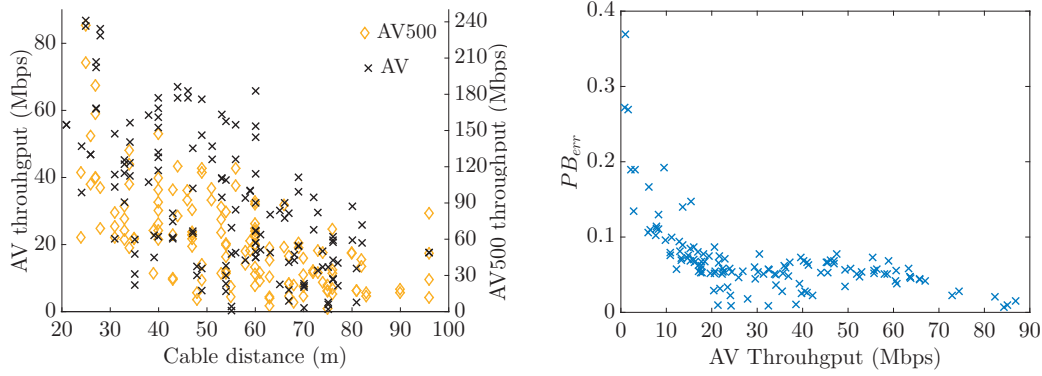 AV500
AV
AV throuhgput (Mbps)
80
60
40
20
0
AV500 throughput (Mbps)
240
210
180
150
120
90
60
30
0
20 30 40 50 60 70 80 90 100
Cable distance (m)
PB_err
0.4
0.3
0.2
0.1
0
0 10 20 30 40 50 60 70 80 90
AV Throuhgput (Mbps)